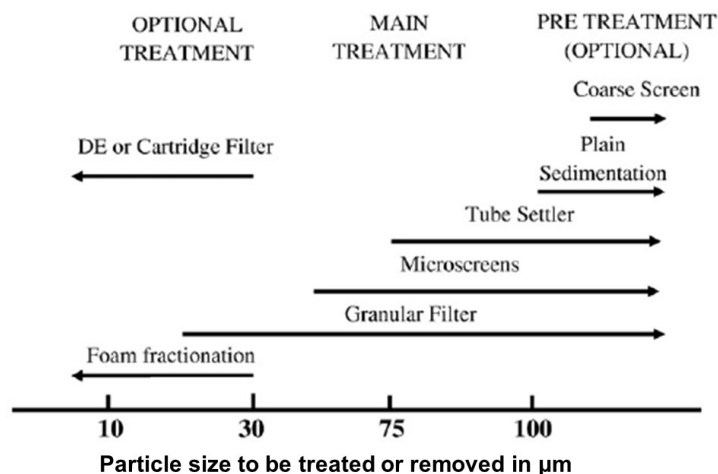 OPTIONAL
TREATMENT
MAIN
TREATMENT
PRE TREATMENT
(OPTIONAL)
Coarse Screen
DE or Cartridge Filter
Plain
Sedimentation
Tube Settler
Microscreens
Granular Filter
Foam fractionation
10 30 75 100
Particle size to be treated or removed in µm